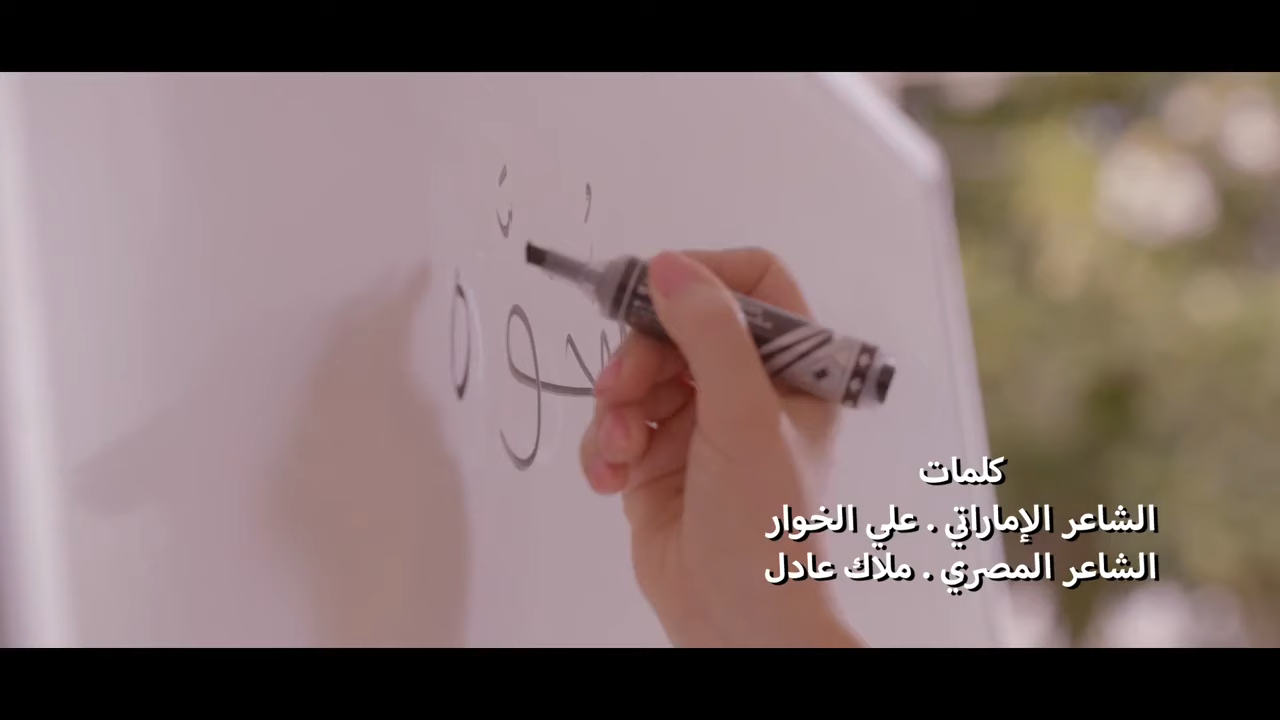 كلمات
الشاعر الإماراتي . علي الخوار
الشاعر المصري . ملاك عادل